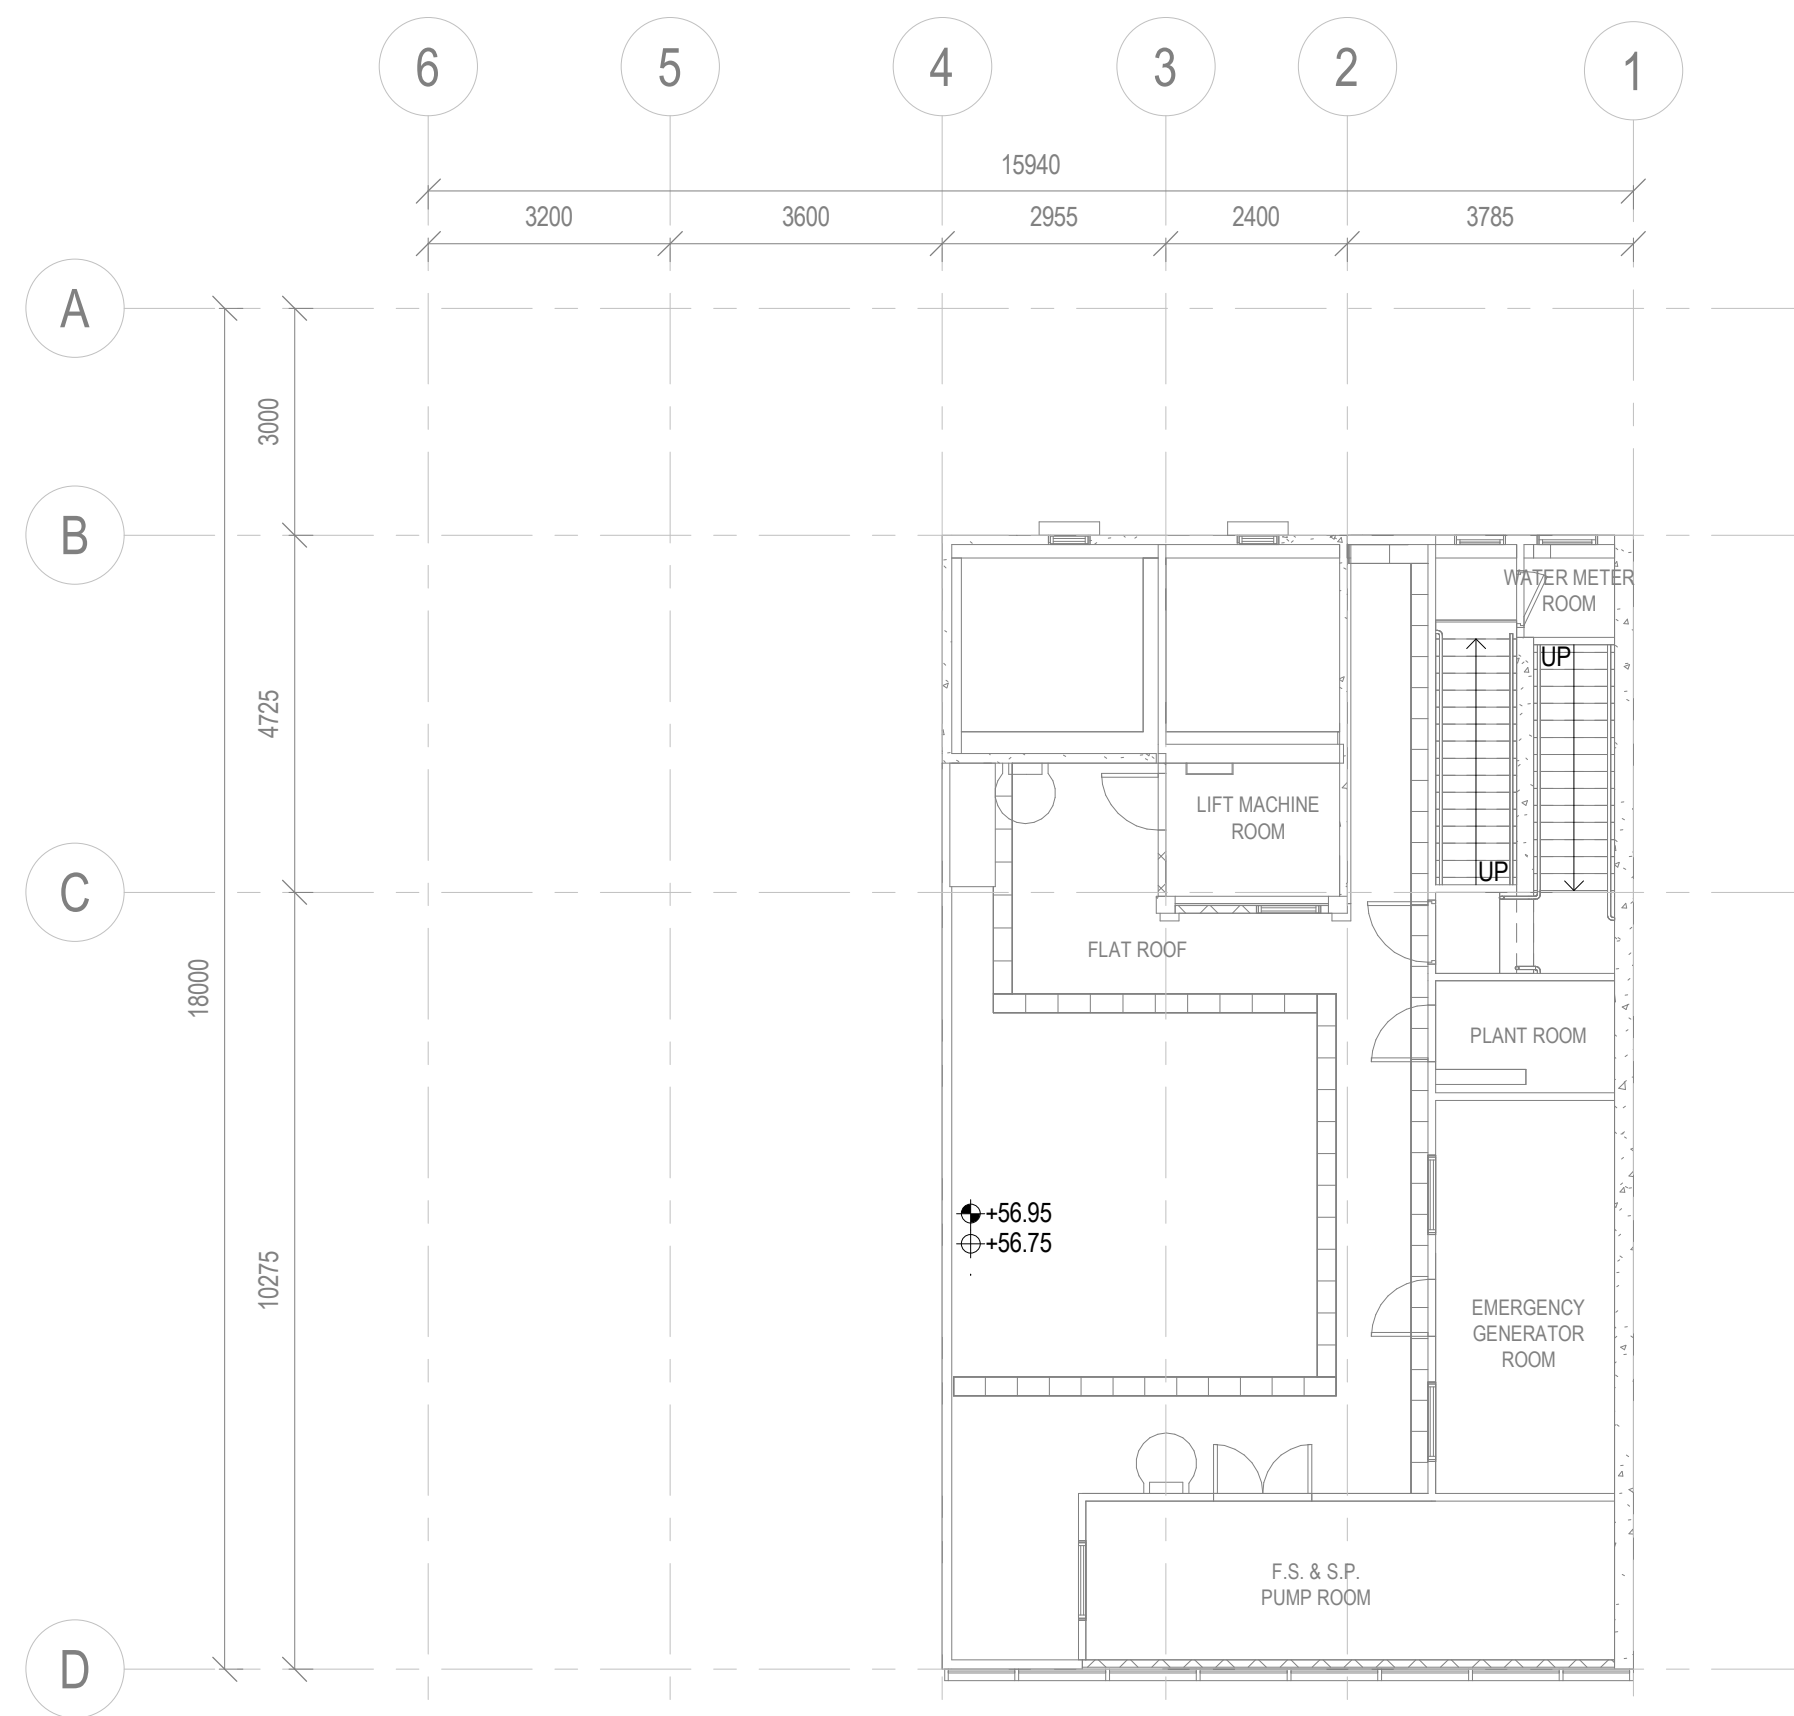 6
5
4
3
2
1
15940
3200
3600
2955
2400
3785
A
3000
B
WATER METER
ROOM
UP
4725
LIFT MACHINE
ROOM
UP
C
FLAT ROOF
18000
PLANT ROOM
+56.95
+56.75
10275
EMERGENCY
GENERATOR
ROOM
F.S. & S.P.
PUMP ROOM
D